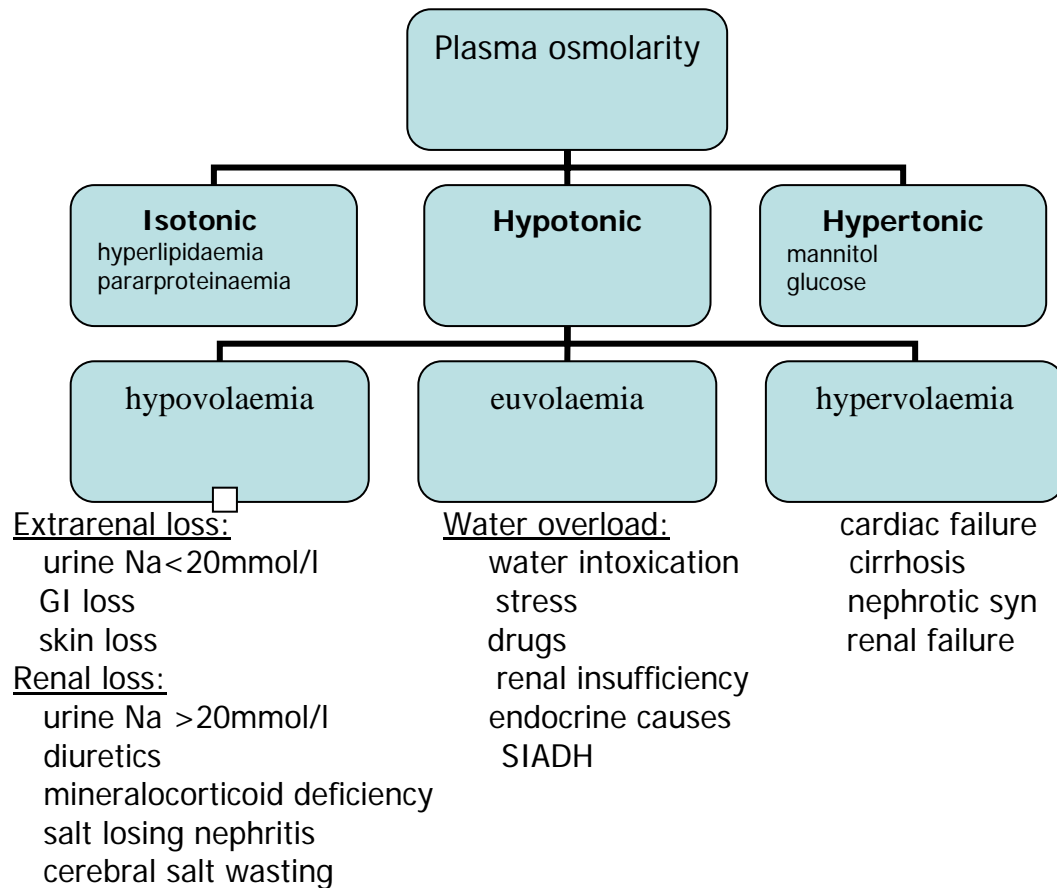 Plasma osmolarity
Isotonic
hyperlipidaemia
pararproteinaemia
Hypotonic
Hypertonic
mannitol
glucose
hypovolaemia
euvolaemia
hypervolaemia
Extrarenal loss:
urine Na<20mmol/l
GI loss
skin loss
Renal loss:
urine Na >20mmol/l
diuretics
mineralocorticoid deficiency
salt losing nephritis
cerebral salt wasting
Water overload:
water intoxication
stress
drugs
renal insufficiency
endocrine causes
SIADH
cardiac failure
cirrhosis
nephrotic syn
renal failure